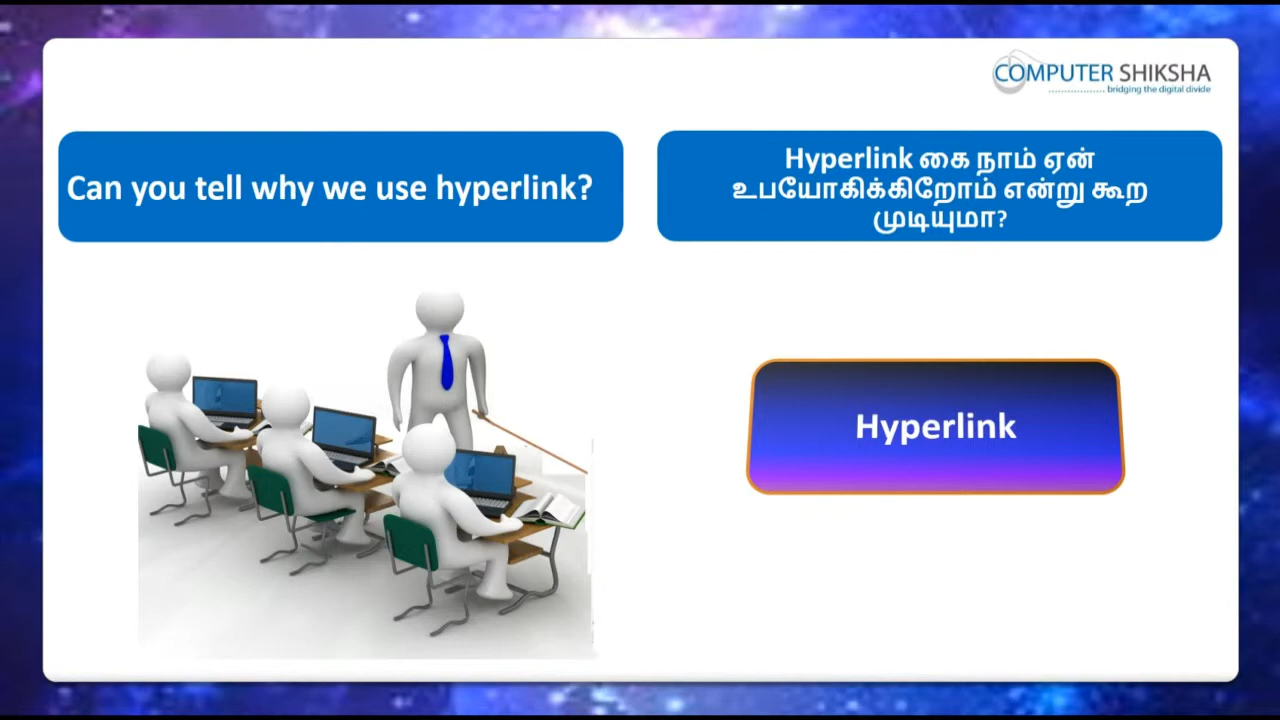 COMPUTER SHIKSHA
bridging the digital divide
Can you tell why we use hyperlink?
Hyperlink கை நாம் ஏன்
உபயோகிக்கிறோம் என்று கூற
முடியுமா?
Hyperlink